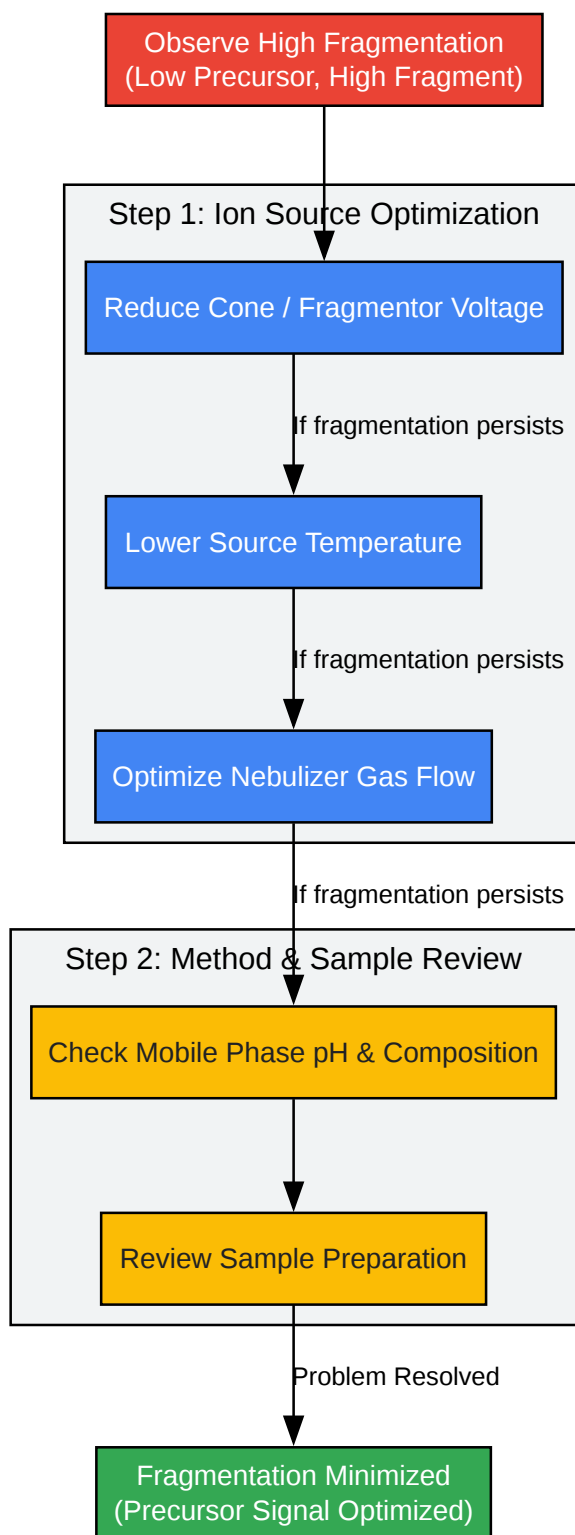 Observe High Fragmentation
(Low Precursor, High Fragment)
Step 1: Ion Source Optimization
Reduce Cone / Fragmentor Voltage
If fragmentation persists
Lower Source Temperature
If fragmentation persists
Optimize Nebulizer Gas Flow
If fragmentation persists
Step 2: Method & Sample Review
Check Mobile Phase pH & Composition
Review Sample Preparation
Problem Resolved
Fragmentation Minimized
(Precursor Signal Optimized)